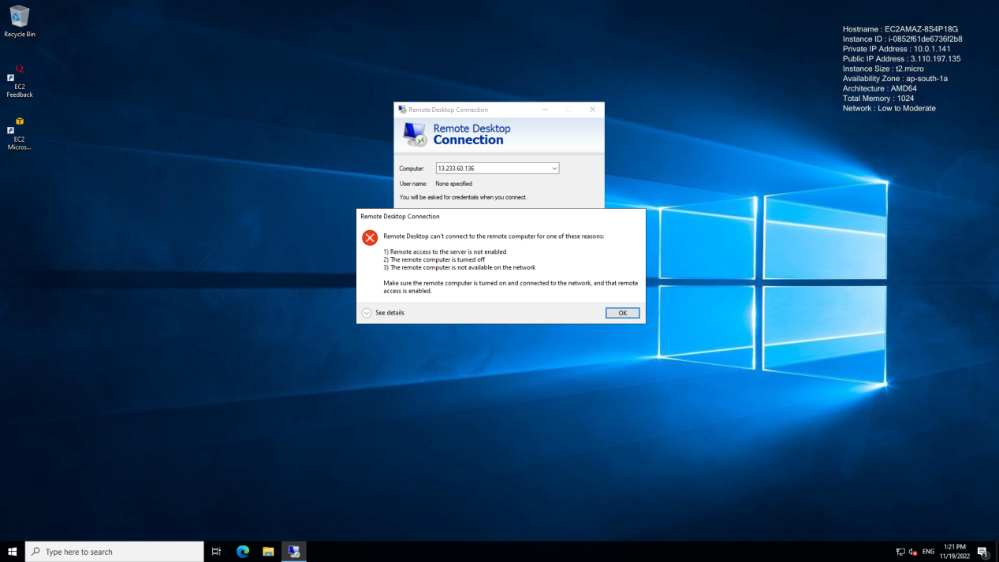 Recycle Bin
EC2
Feedback
EC2
Micros...
Hostname : EC2AMAZ-8S4P18G
Instance ID : i-0852f61de6736f2b8
Private IP Address : 10.0.1.141
Public IP Address : 3.110.197.135
Instance Size : t2.micro
Availability Zone : ap-south-1a
Architecture : AMD64
Total Memory : 1024
Network : Low to Moderate
Remote Desktop Connection
Remote Desktop
Connection
Computer: 13.233.60.136
User name: None specified
You will be asked for credentials when you connect.
Remote Desktop Connection
Remote Desktop can't connect to the remote computer for one of these reasons:
1) Remote access to the server is not enabled
2) The remote computer is turned off
3) The remote computer is not available on the network
Make sure the remote computer is turned on and connected to the network, and that remote
access is enabled.
See details
OK
Type here to search
ENG
1:21 PM
11/19/2022
1